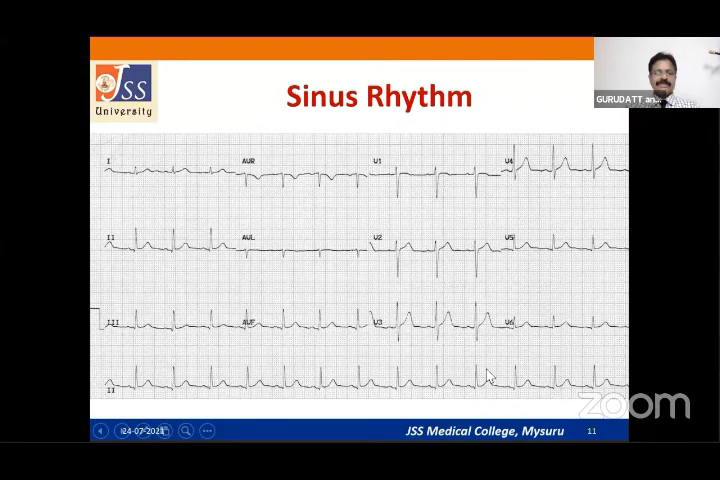 JSS
University
Sinus Rhythm
GURUDATT an...
I
AVR
V1
V4
II
AVL
V2
V5
III
AVF
V3
V6
II
zoom
24-07-2021
JSS Medical College, Mysuru
11